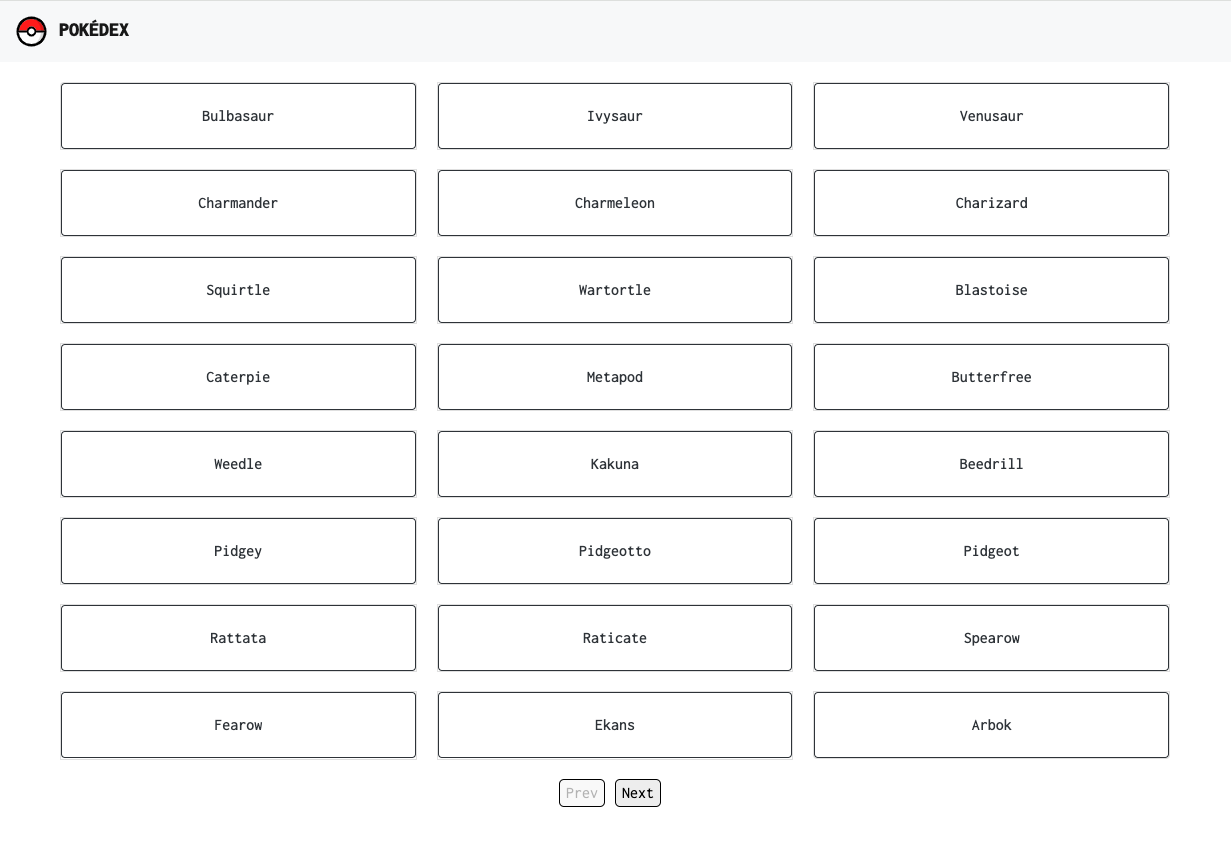 POKÉDEX
Bulbasaur Ivysaur Venusaur
Charmander Charmeleon Charizard
Squirtle Wartortle Blastoise
Caterpie Metapod Butterfree
Weedle Kakuna Beedrill
Pidgey Pidgeotto Pidgeot
Rattata Raticate Spearow
Fearow Ekans Arbok
Prev Next